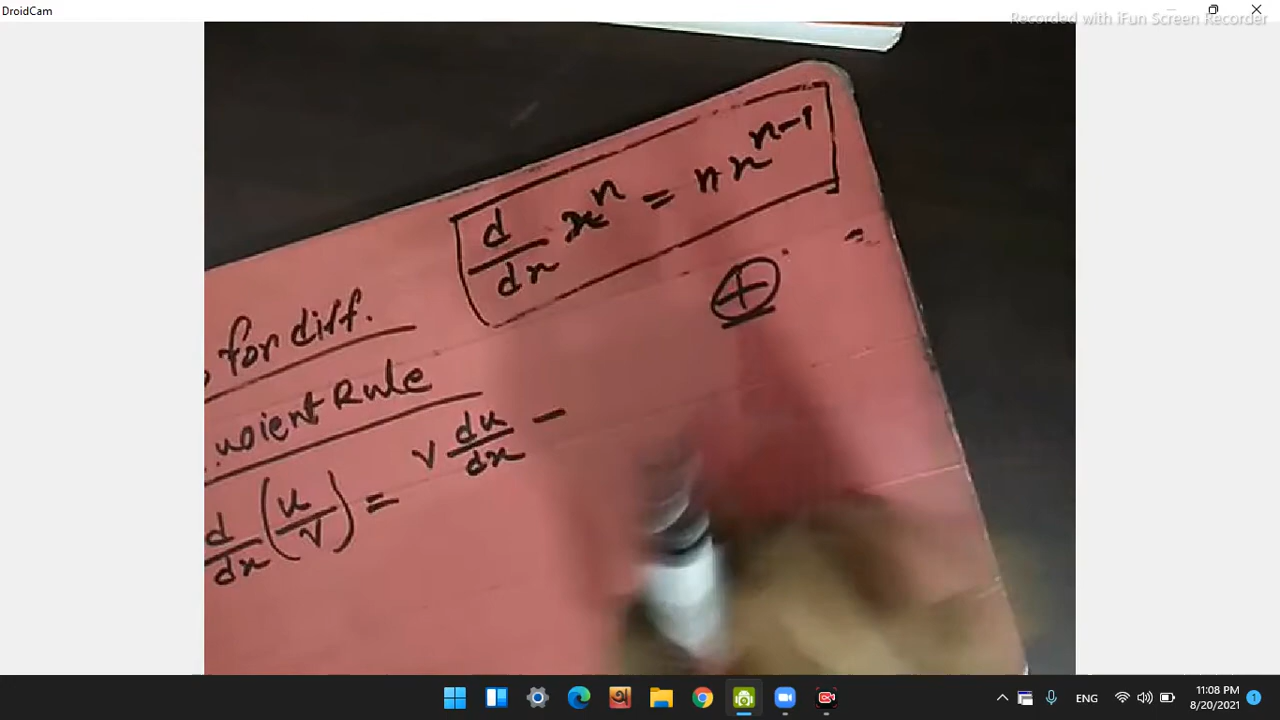 DroidCam
Recorded with iFun Screen Recorder
d/dx x^n = n x^(n-1)
for diff.
uoient Rule
d/dx (u/v) = v du/dx -
ENG
11:08 PM
8/20/2021
1